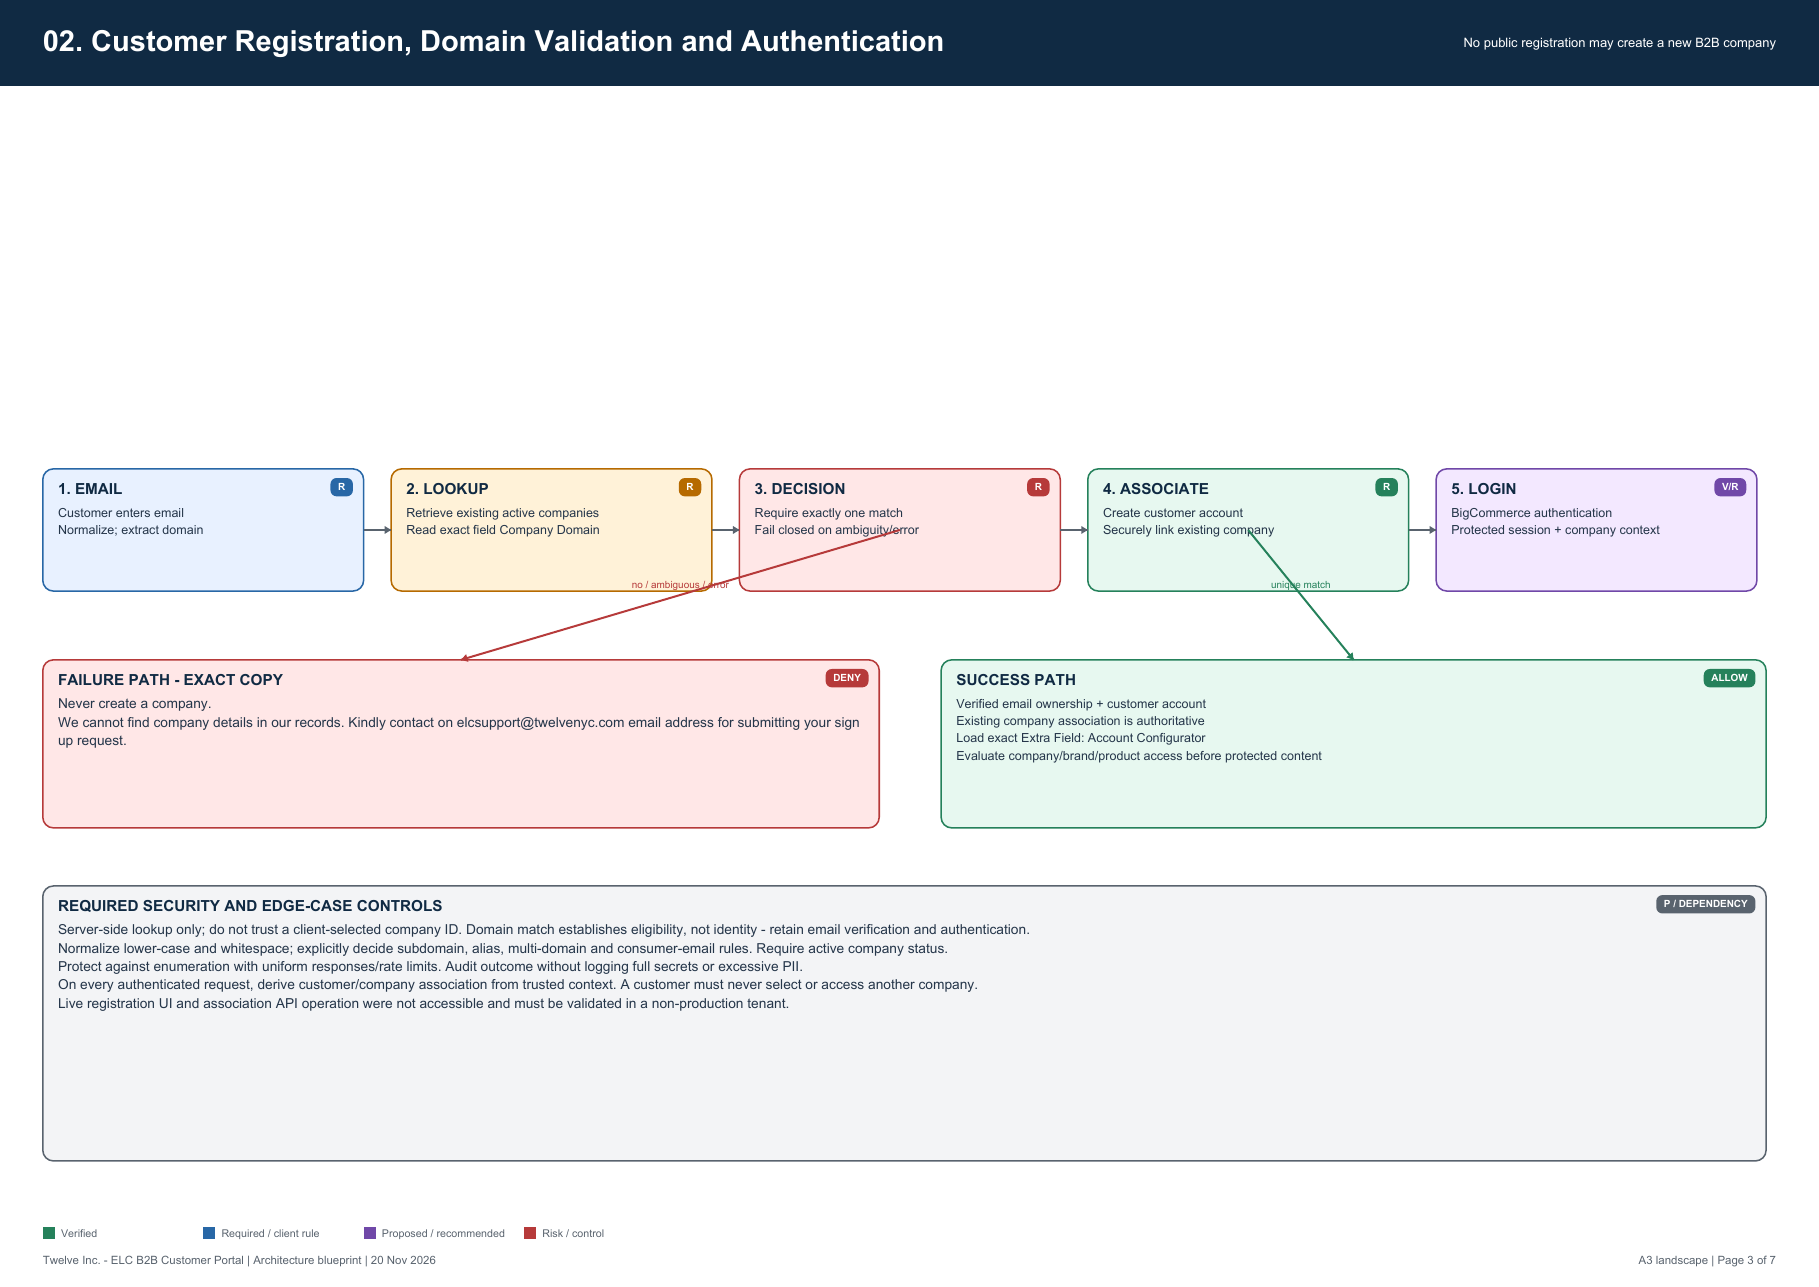 02. Customer Registration, Domain Validation and Authentication
No public registration may create a new B2B company
1. EMAIL
R
Customer enters email
Normalize; extract domain
2. LOOKUP
R
Retrieve existing active companies
Read exact field Company Domain
3. DECISION
R
Require exactly one match
Fail closed on ambiguity/error
4. ASSOCIATE
R
Create customer account
Securely link existing company
5. LOGIN
V/R
BigCommerce authentication
Protected session + company context
no / ambiguous / error
unique match
FAILURE PATH - EXACT COPY
DENY
Never create a company.
We cannot find company details in our records. Kindly contact on elcsupport@twelvenyc.com email address for submitting your sign
up request.
SUCCESS PATH
ALLOW
Verified email ownership + customer account
Existing company association is authoritative
Load exact Extra Field: Account Configurator
Evaluate company/brand/product access before protected content
REQUIRED SECURITY AND EDGE-CASE CONTROLS
P / DEPENDENCY
Server-side lookup only; do not trust a client-selected company ID. Domain match establishes eligibility, not identity - retain email verification and authentication.
Normalize lower-case and whitespace; explicitly decide subdomain, alias, multi-domain and consumer-email rules. Require active company status.
Protect against enumeration with uniform responses/rate limits. Audit outcome without logging full secrets or excessive PII.
On every authenticated request, derive customer/company association from trusted context. A customer must never select or access another company.
Live registration UI and association API operation were not accessible and must be validated in a non-production tenant.
Verified
Required / client rule
Proposed / recommended
Risk / control
Twelve Inc. - ELC B2B Customer Portal | Architecture blueprint | 20 Nov 2026
A3 landscape | Page 3 of 7